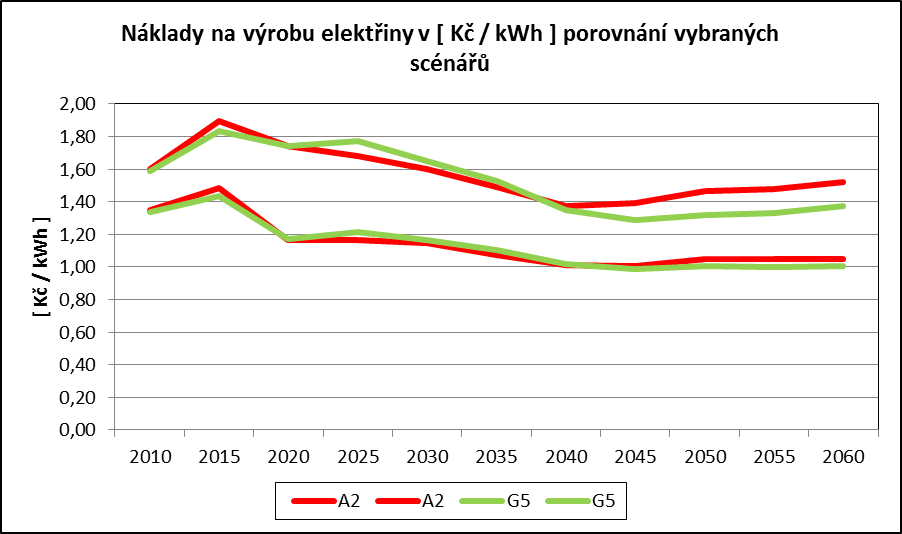 Náklady na výrobu elektřiny v [ Kč / kWh ] porovnání vybraných
scénářů
2,00
1,80
1,60
1,40
1,20
1,00
0,80
0,60
0,40
0,20
0,00
[ Kč / kWh ]
2010 2015 2020 2025 2030 2035 2040 2045 2050 2055 2060
A2 A2 G5 G5